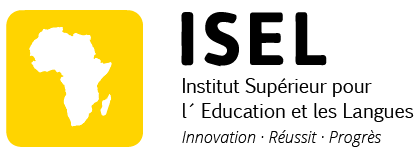 ISEL
Institut Supérieur pour
l´ Education et les Langues
Innovation · Réussit · Progrès